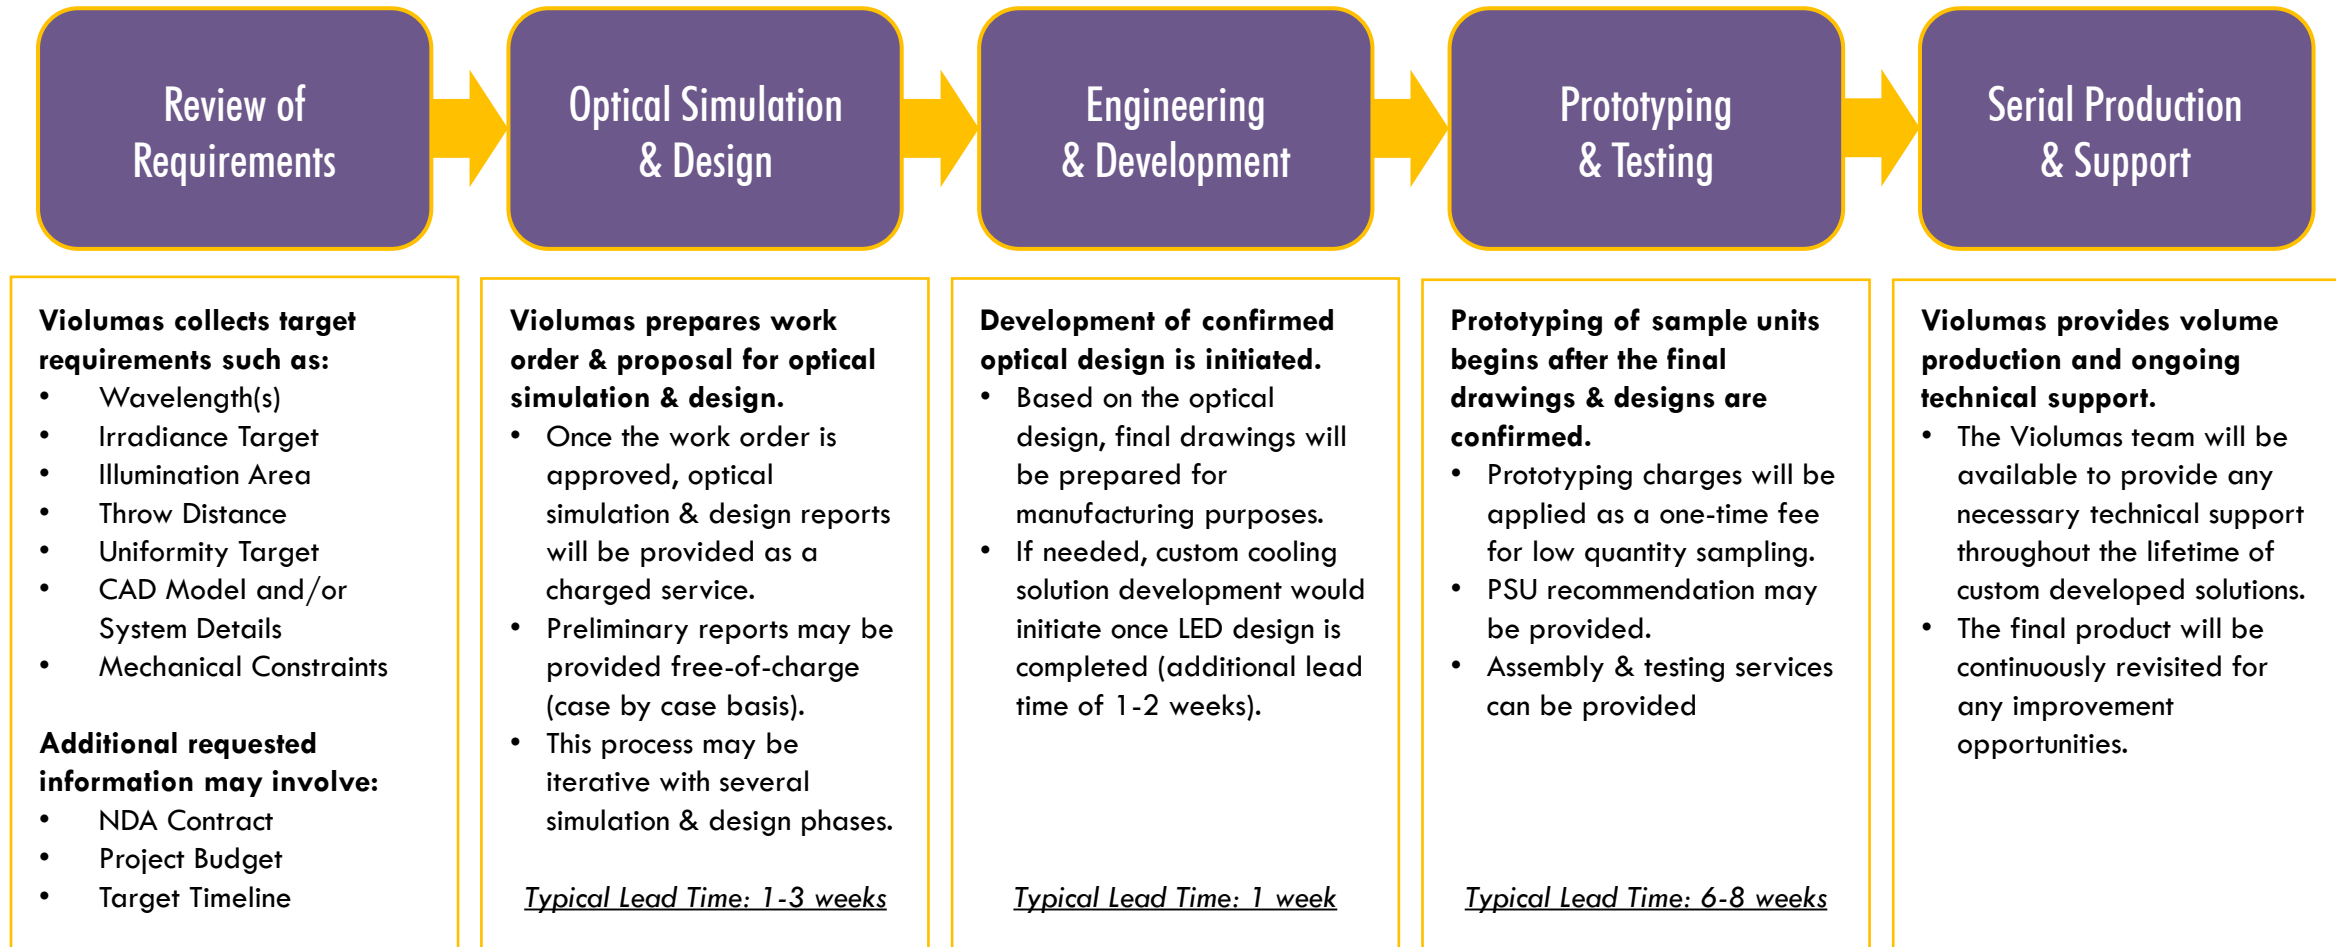 Review of
Requirements
Optical Simulation
& Design
Engineering
& Development
Prototyping
& Testing
Serial Production
& Support
Violumas collects target
requirements such as:
• Wavelength(s)
• Irradiance Target
• Illumination Area
• Throw Distance
• Uniformity Target
• CAD Model and/or
System Details
• Mechanical Constraints
Additional requested
information may involve:
• NDA Contract
• Project Budget
• Target Timeline
Violumas prepares work
order & proposal for optical
simulation & design.
• Once the work order is
approved, optical
simulation & design reports
will be provided as a
charged service.
• Preliminary reports may be
provided free-of-charge
(case by case basis).
• This process may be
iterative with several
simulation & design phases.
Typical Lead Time: 1-3 weeks
Development of confirmed
optical design is initiated.
• Based on the optical
design, final drawings will
be prepared for
manufacturing purposes.
• If needed, custom cooling
solution development would
initiate once LED design is
completed (additional lead
time of 1-2 weeks).
Typical Lead Time: 1 week
Prototyping of sample units
begins after the final
drawings & designs are
confirmed.
• Prototyping charges will be
applied as a one-time fee
for low quantity sampling.
• PSU recommendation may
be provided.
• Assembly & testing services
can be provided
Typical Lead Time: 6-8 weeks
Violumas provides volume
production and ongoing
technical support.
• The Violumas team will be
available to provide any
necessary technical support
throughout the lifetime of
custom developed solutions.
• The final product will be
continuously revisited for
any improvement
opportunities.